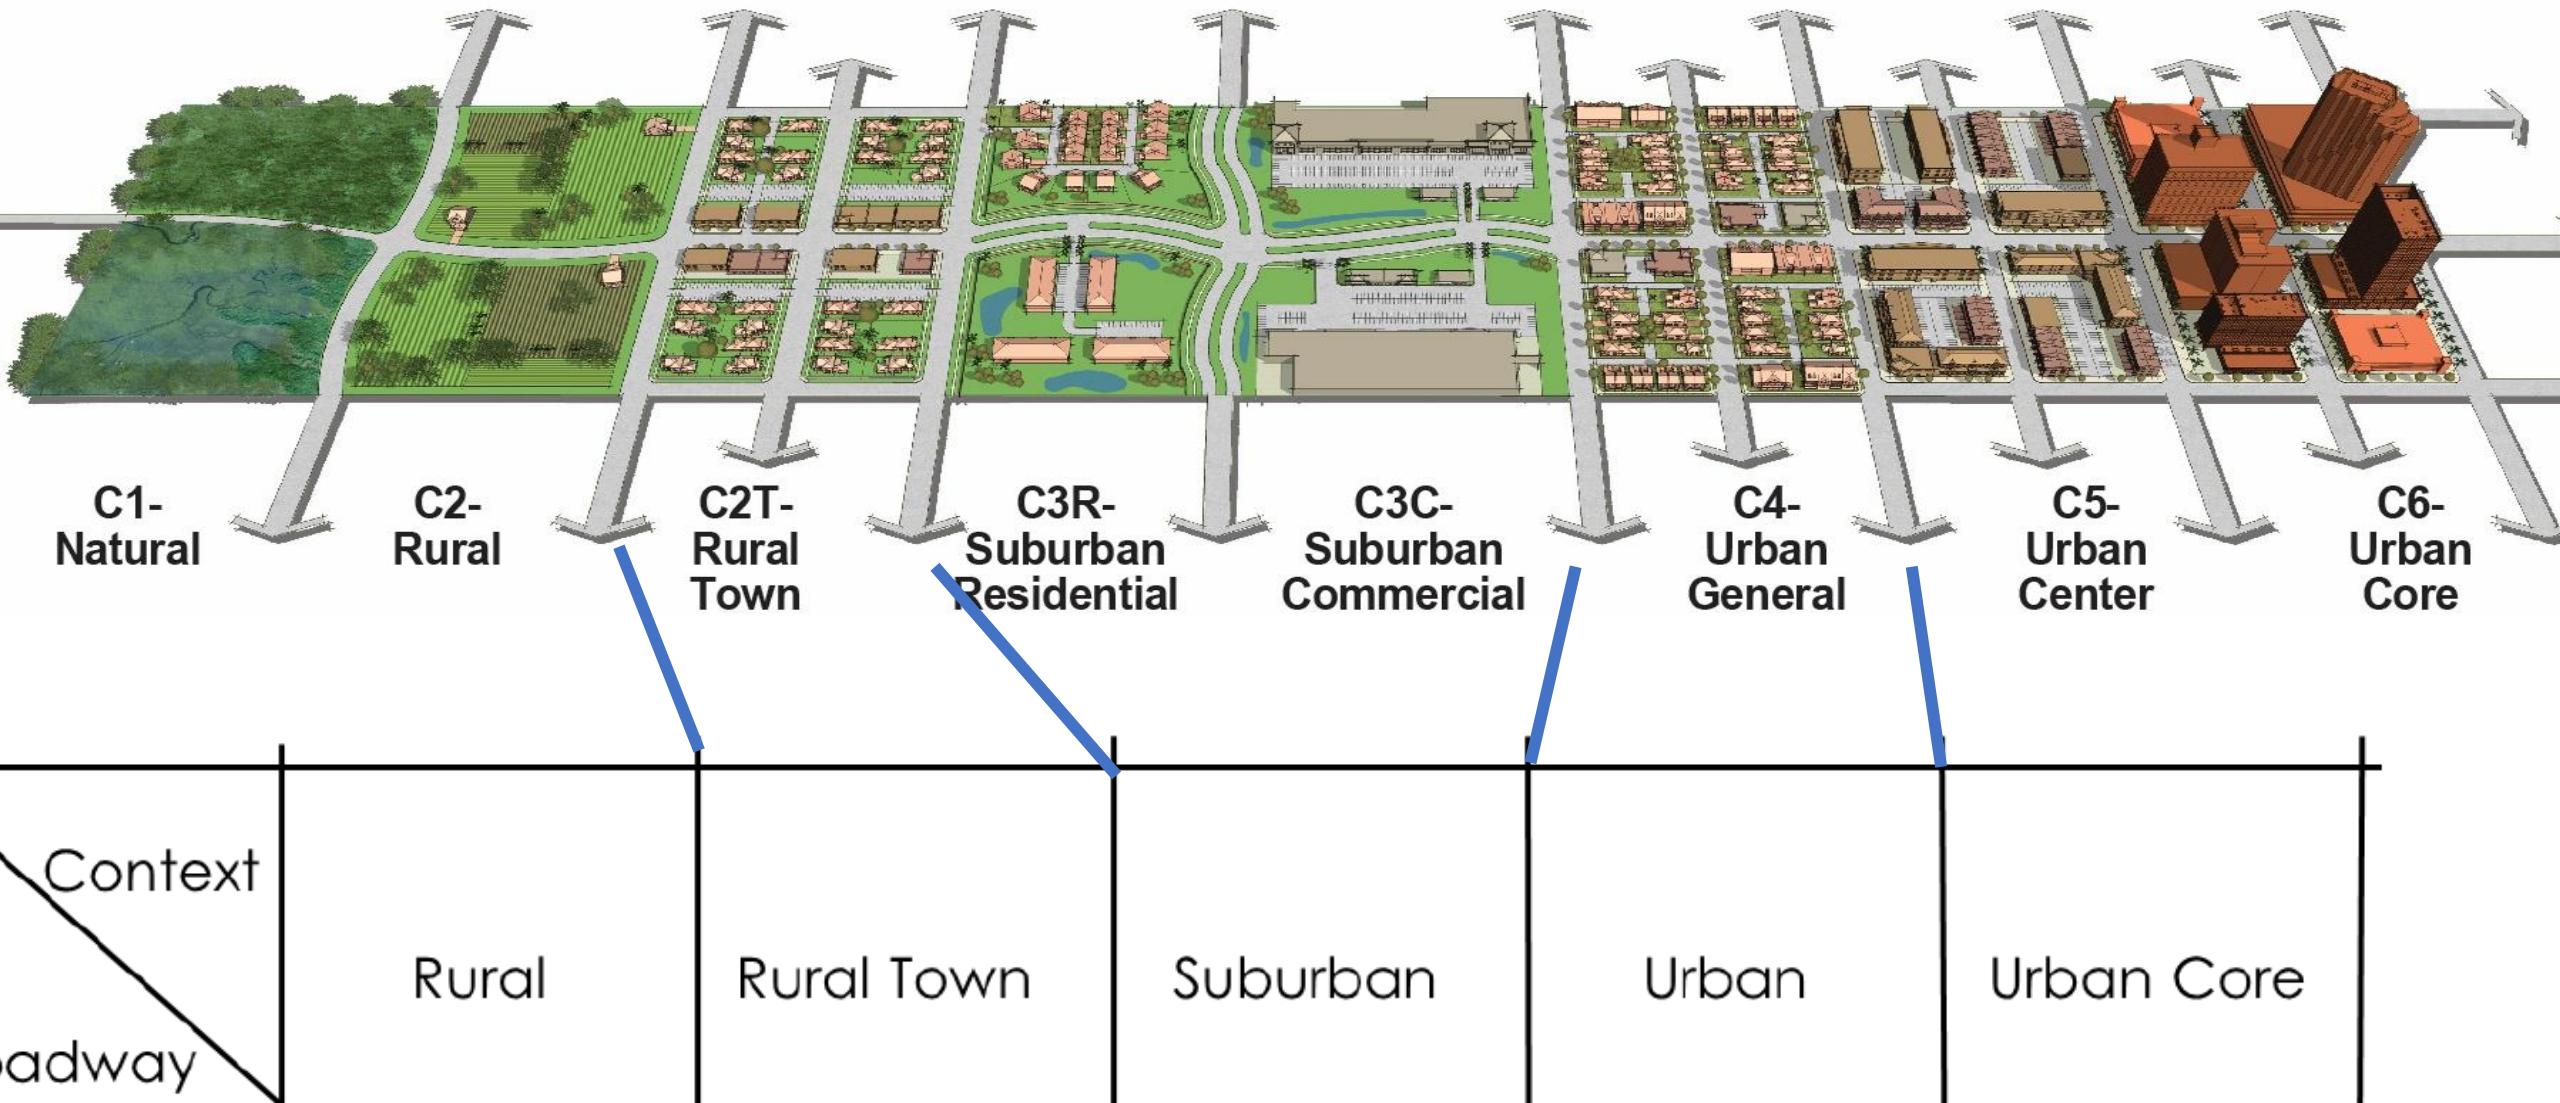 C1-
Natural
C2-
Rural
C2T-
Rural
Town
C3R-
Suburban
Residential
C3C-
Suburban
Commercial
C4-
Urban
General
C5-
Urban
Center
C6-
Urban
Core
Context
oadway
Rural
Rural Town
Suburban
Urban
Urban Core